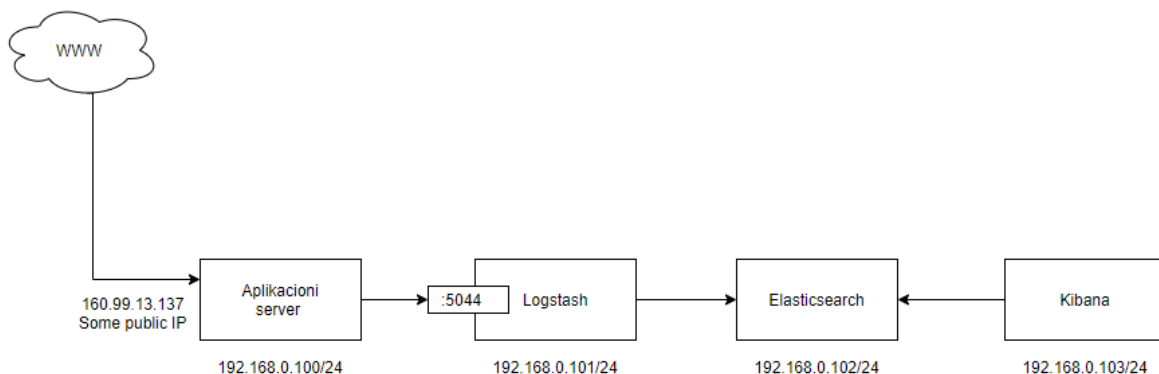 WWW
160.99.13.137
Some public IP
Aplikacioni
server
192.168.0.100/24
:5044
Logstash
192.168.0.101/24
Elasticsearch
192.168.0.102/24
Kibana
192.168.0.103/24